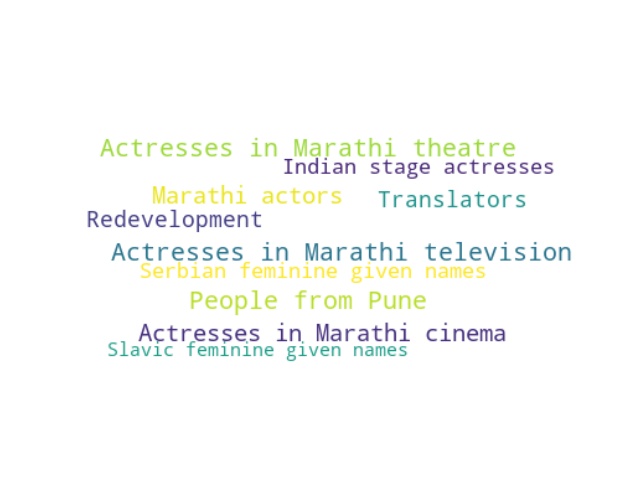 Actresses in Marathi theatre
Indian stage actresses
Marathi actors
Translators
Redevelopment
Actresses in Marathi television
Serbian feminine given names
People from Pune
Actresses in Marathi cinema
Slavic feminine given names